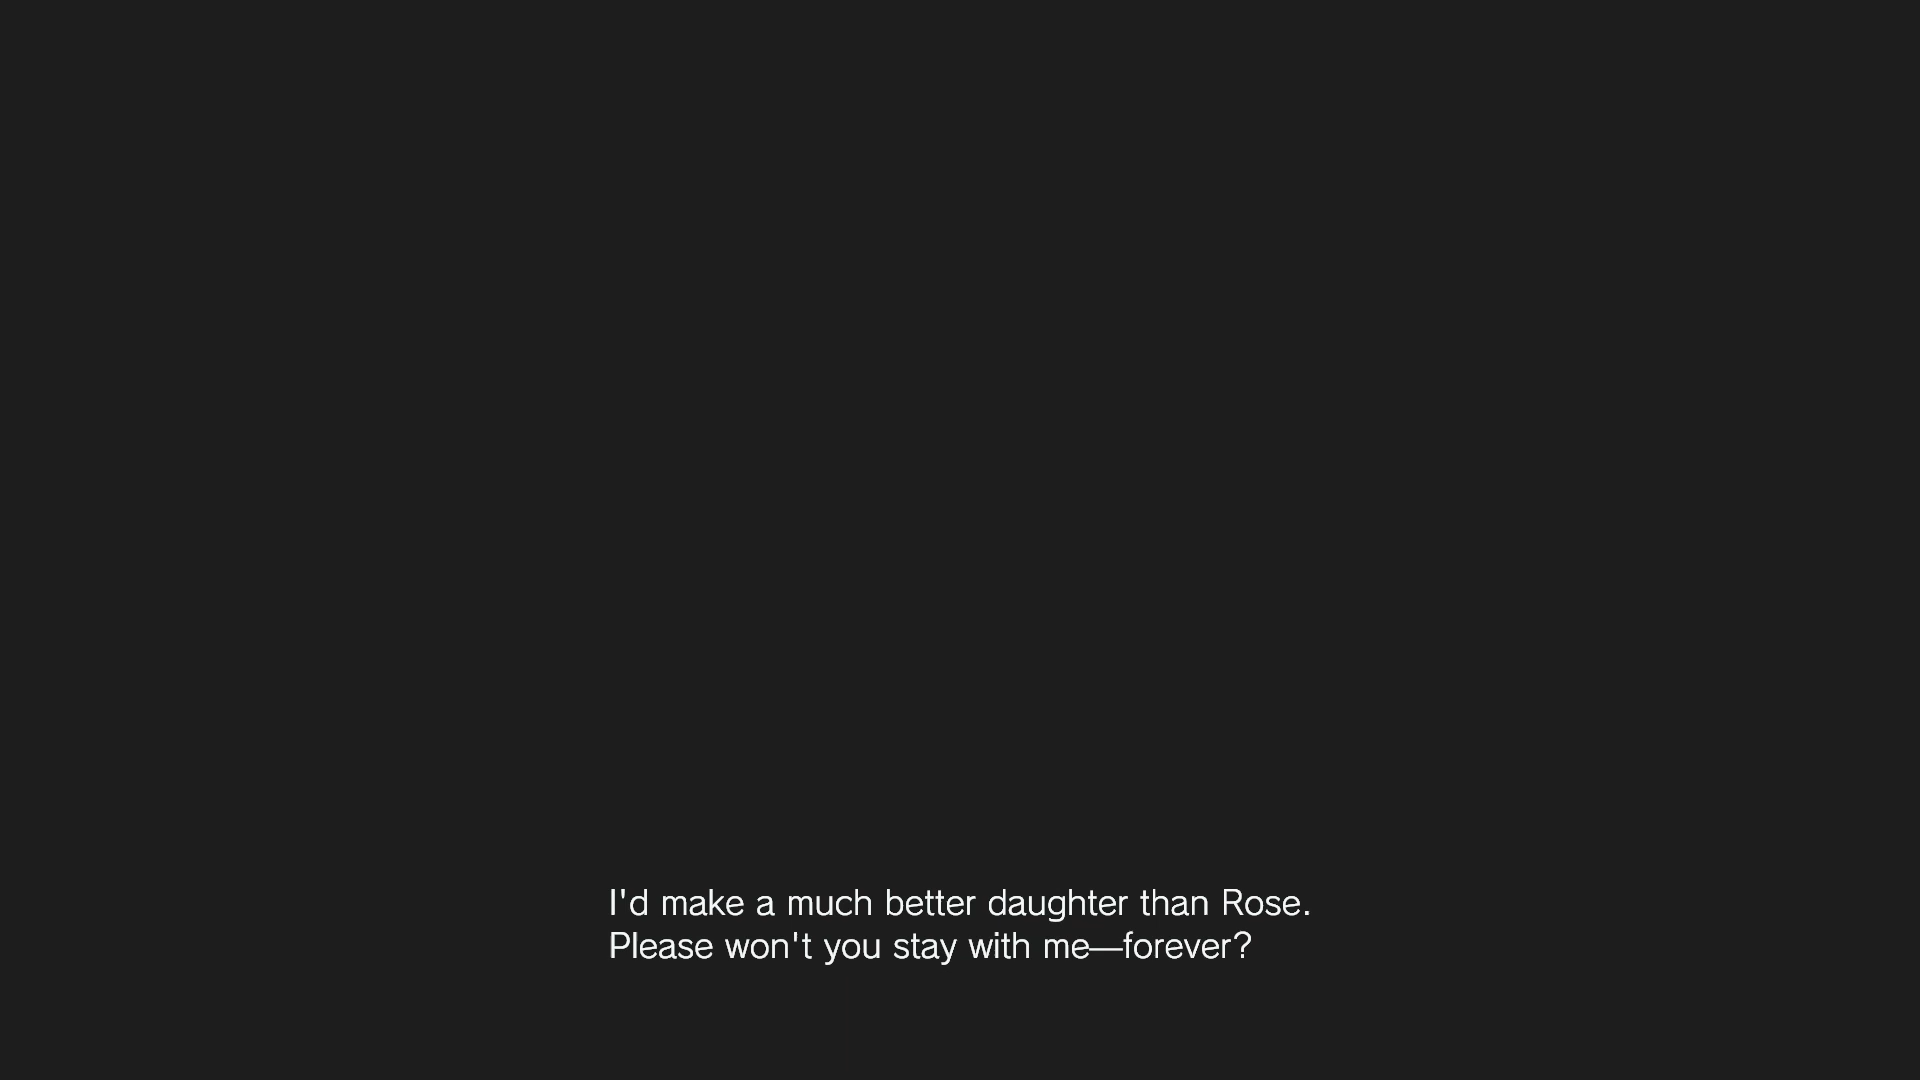 I'd make a much better daughter than Rose.
Please won't you stay with me—forever?